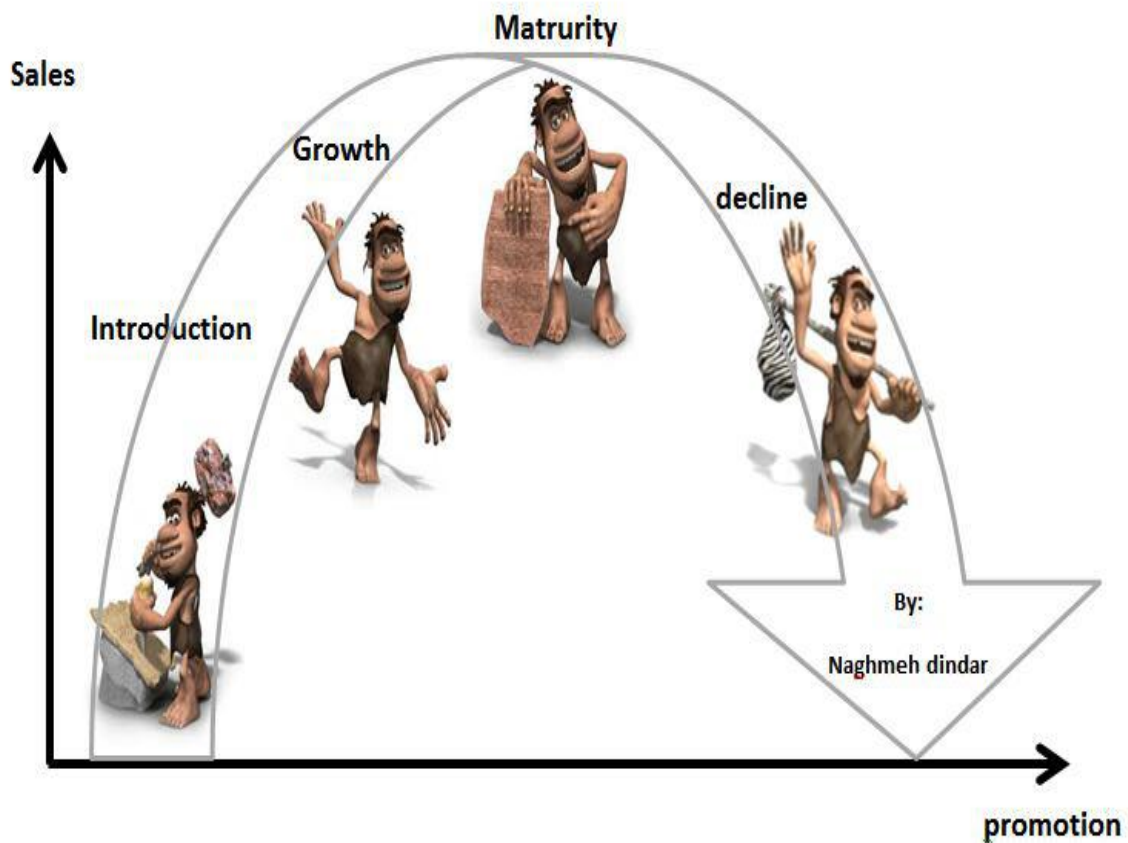 Matrurity
Sales
Growth
decline
Introduction
By:
Naghmeh dindar
promotion